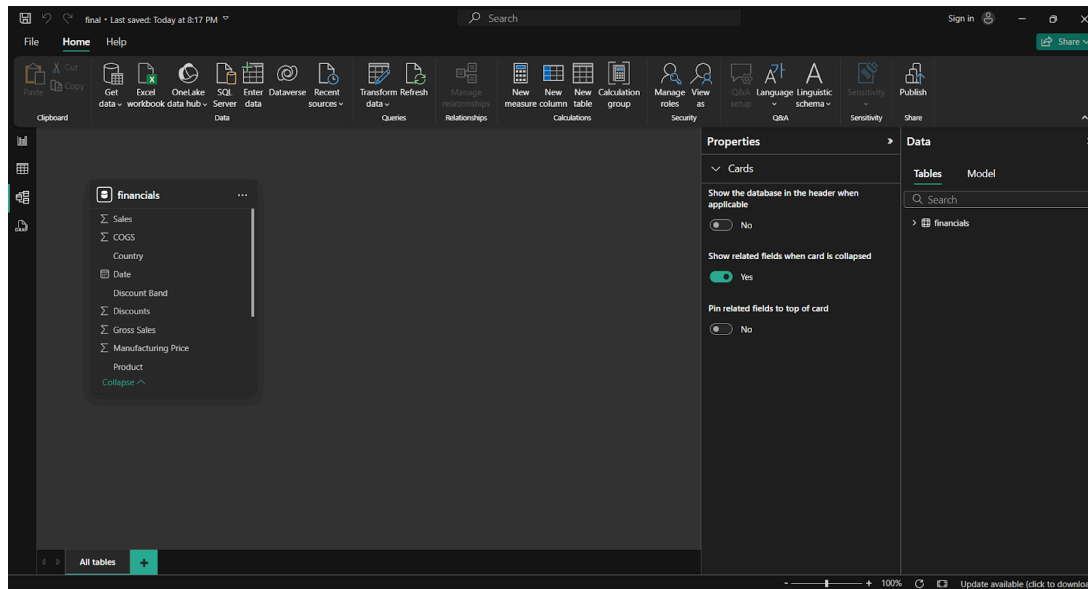 final • Last saved: Today at 8:17 PM
Search
Sign in
File Home Help
Share
Paste
Cut
Copy
Clipboard
Get data
Excel workbook
OneLake data hub
SQL Server
Enter data
Dataverse
Recent sources
Data
Transform data
Refresh
Queries
Manage relationships
Relationships
New measure
New column
New table
Calculation group
Calculations
Manage roles
View as
Security
Q&A setup
Language
Linguistic schema
Q&A
Sensitivity
Sensitivity
Publish
Share
financials
Sales
COGS
Country
Date
Discount Band
Discounts
Gross Sales
Manufacturing Price
Product
Collapse
Properties
Cards
Show the database in the header when
applicable
No
Show related fields when card is collapsed
Yes
Pin related fields to top of card
No
Data
Tables Model
Search
financials
All tables
+
- + 100%
Update available (click to downloa